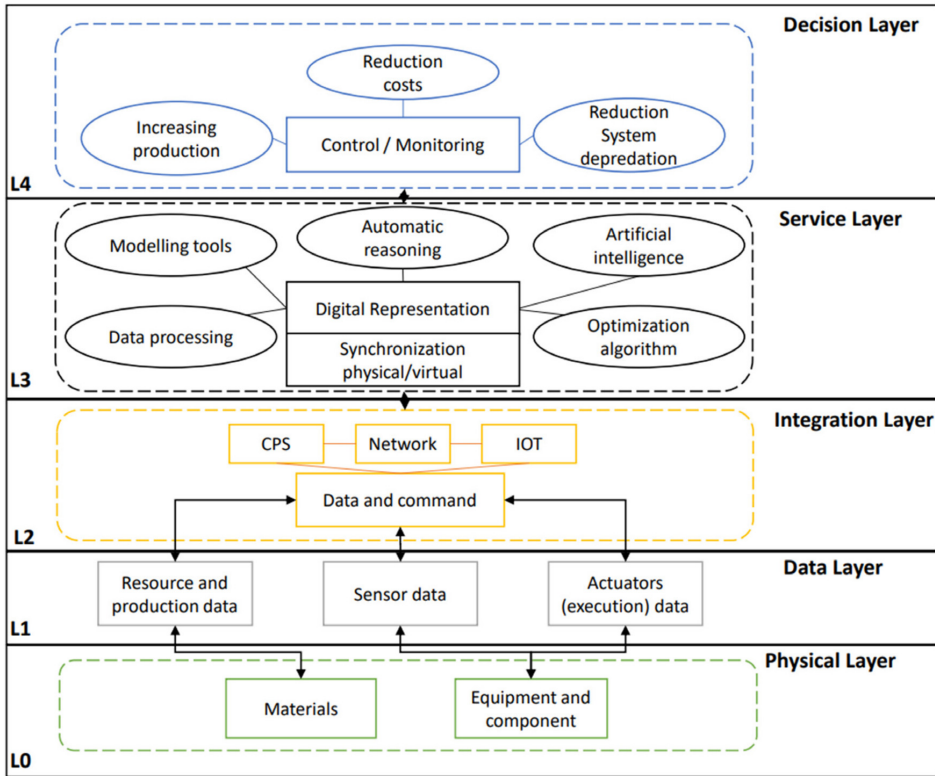 Decision Layer
Reduction
costs
Increasing
production
Control / Monitoring
Reduction
System
depredation
L4
Service Layer
Modelling tools
Automatic
reasoning
Artificial
intelligence
Digital Representation
Data processing
Synchronization
physical/virtual
Optimization
algorithm
L3
Integration Layer
CPS
Network
IOT
Data and command
L2
Data Layer
Resource and
production data
Sensor data
Actuators
(execution) data
L1
Physical Layer
Materials
Equipment and
component
L0